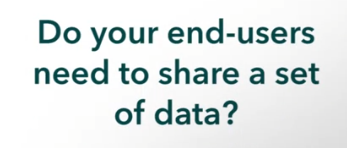 Do your end-users
need to share a set
of data?